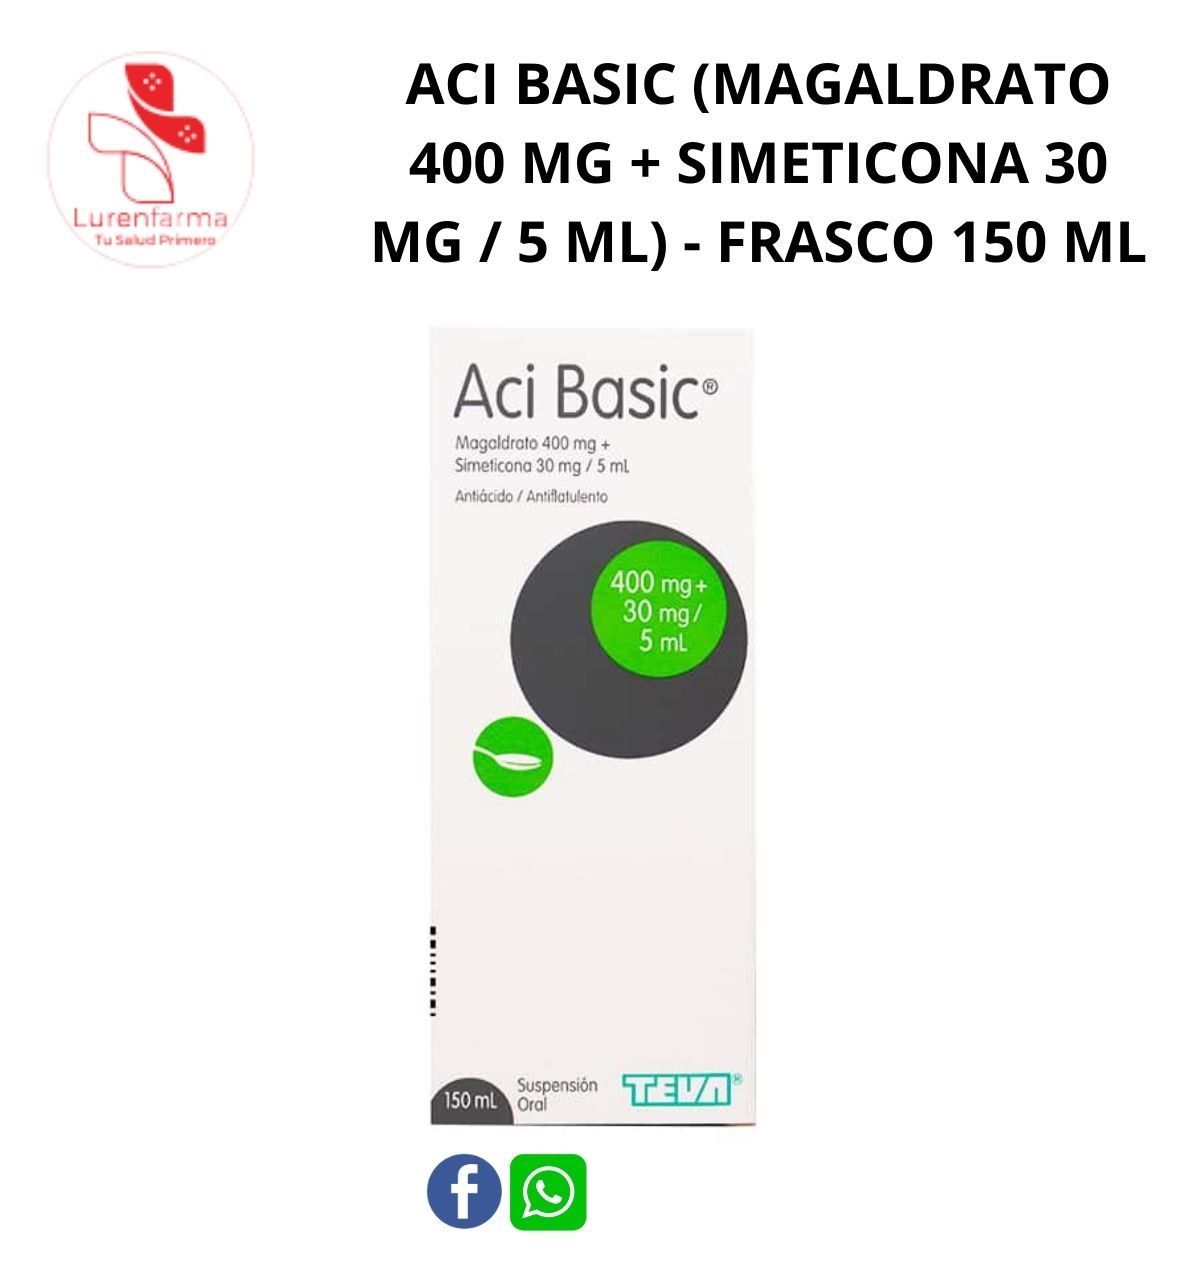 Lurenfarma
Tu Salud Primero
ACI BASIC (MAGALDRATO
400 MG + SIMETICONA 30
MG / 5 ML) - FRASCO 150 ML
Aci Basic®
Magaldrato 400 mg +
Simeticona 30 mg / 5 mL
Antiácido / Antiflatulento
400 mg+
30 mg/
5 mL
150 mL
Suspensión
Oral
TEVA®